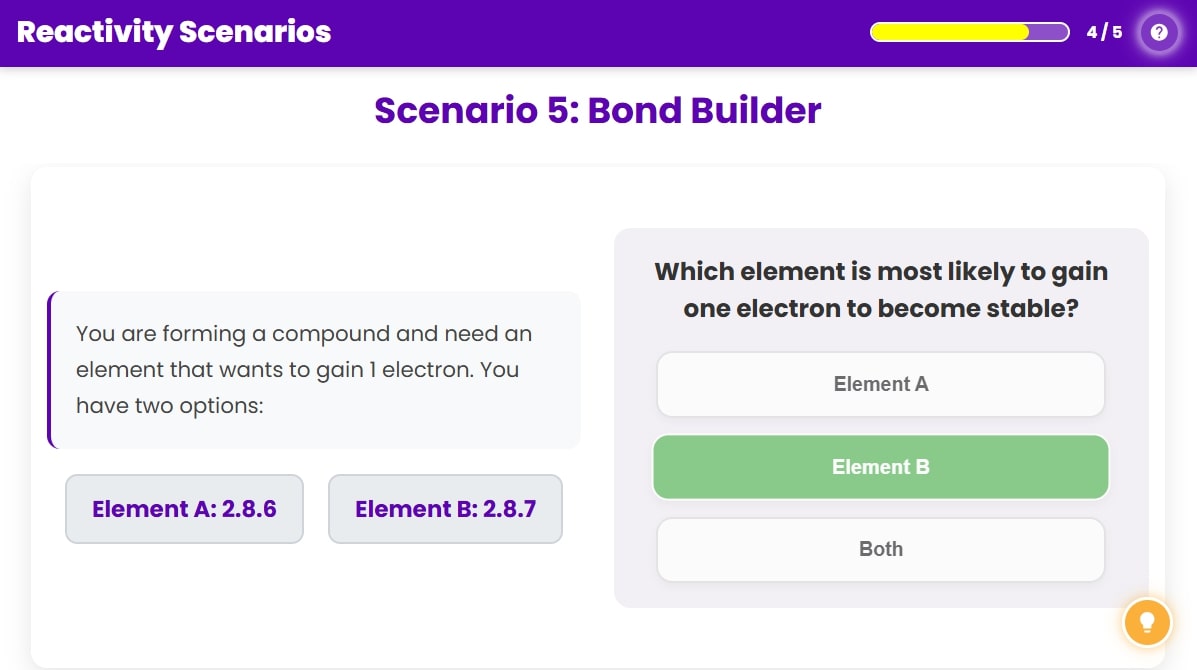 Reactivity Scenarios
4 / 5
?
Scenario 5: Bond Builder
You are forming a compound and need an
element that wants to gain 1 electron. You
have two options:
Element A: 2.8.6
Element B: 2.8.7
Which element is most likely to gain
one electron to become stable?
Element A
Element B
Both